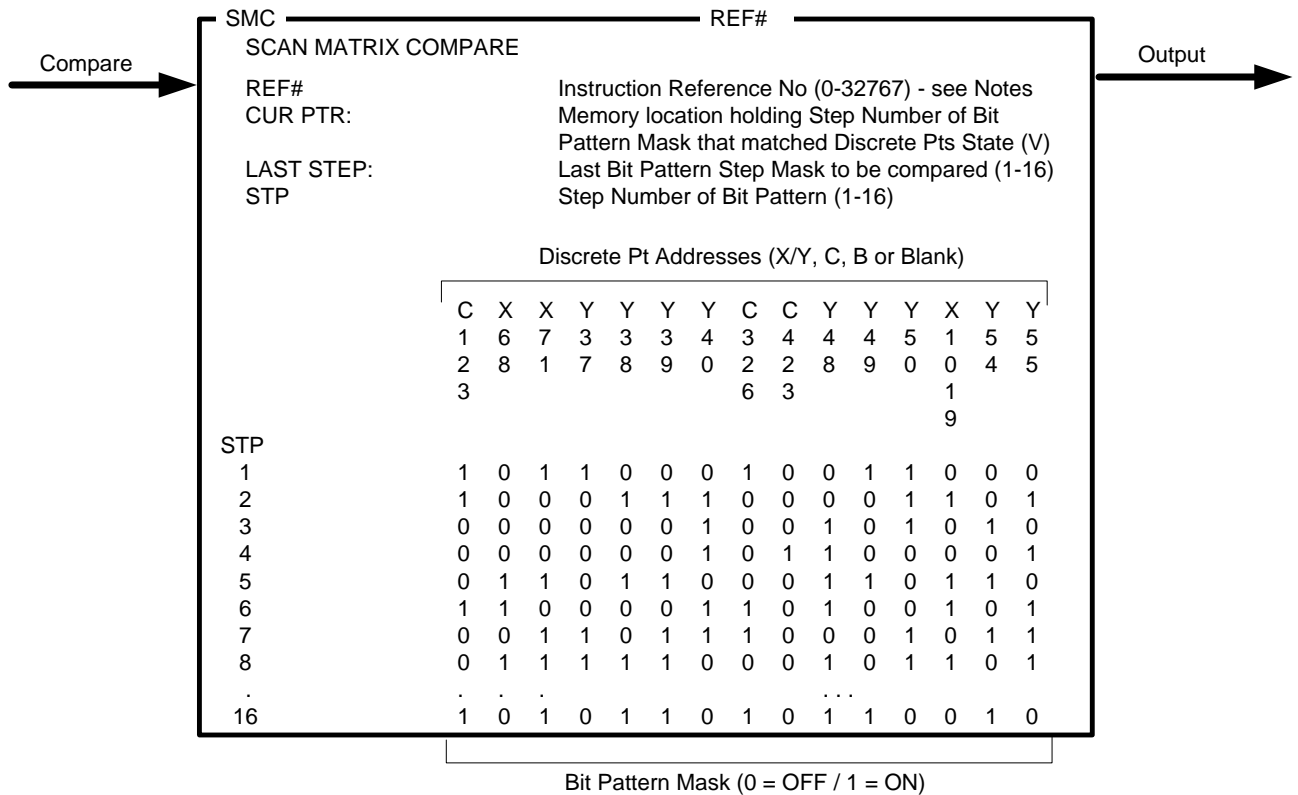 SMC REF#
SCAN MATRIX COMPARE
Compare
Output
REF# Instruction Reference No (0-32767) - see Notes
CUR PTR: Memory location holding Step Number of Bit
Pattern Mask that matched Discrete Pts State (V)
LAST STEP: Last Bit Pattern Step Mask to be compared (1-16)
STP Step Number of Bit Pattern (1-16)
Discrete Pt Addresses (X/Y, C, B or Blank)
C X X Y Y Y Y C C Y Y Y X Y Y
1 6 7 3 3 3 4 3 4 4 4 5 1 5 5
2 8 1 7 8 9 0 2 2 8 9 0 0 4 5
3 6 3 1
9
STP
1 1 0 1 1 0 0 0 1 0 0 1 1 0 0 0
2 1 0 0 0 1 1 1 0 0 0 0 1 1 0 1
3 0 0 0 0 0 0 1 0 0 1 0 1 0 1 0
4 0 0 0 0 0 0 1 0 1 1 0 0 0 0 1
5 0 1 1 0 1 1 0 0 0 1 1 0 1 1 0
6 1 1 0 0 0 0 1 1 0 1 0 0 1 0 1
7 0 0 1 1 0 1 1 1 0 0 0 1 0 1 1
8 0 1 1 1 1 1 0 0 0 1 0 1 1 0 1
. . . . . . .
16 1 0 1 0 1 1 0 1 0 1 1 0 0 1 0
Bit Pattern Mask (0 = OFF / 1 = ON)